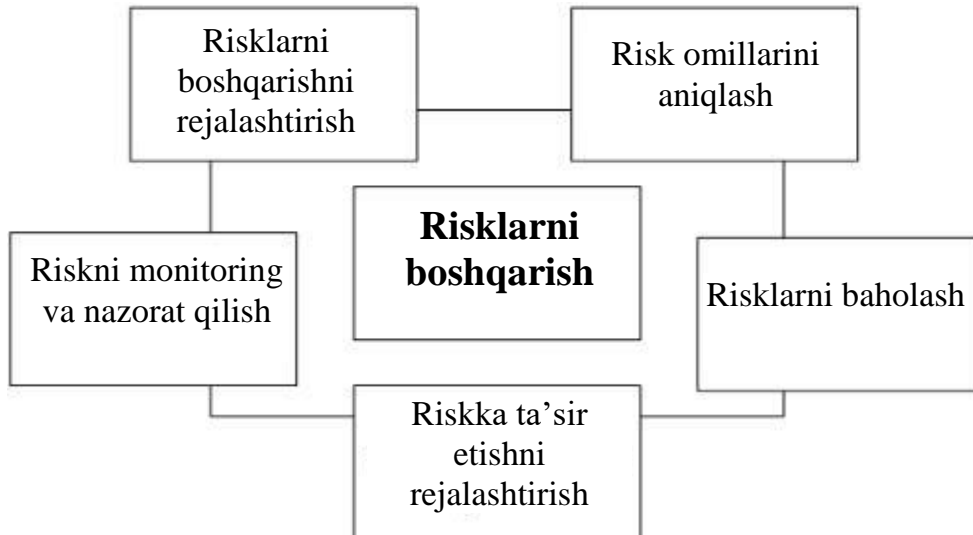 Risklarni
boshqarishni
rejalashtirish
Risk omillarini
aniqlash
Risklarni
boshqarish
Riskni monitoring
va nazorat qilish
Risklarni baholash
Riskka ta’sir
etishni
rejalashtirish